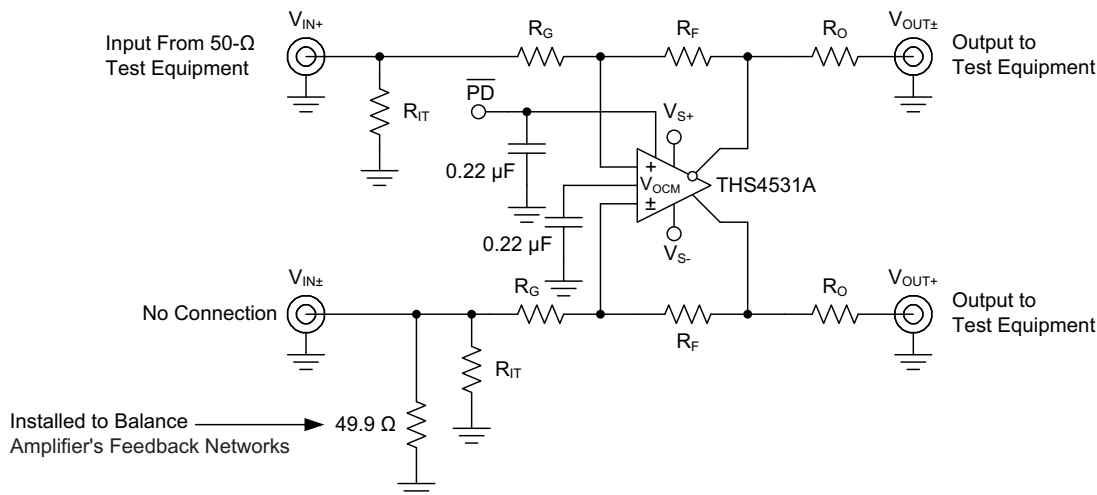 V_IN+
Input From 50-Ω
Test Equipment
R_IT
R_G
R_F
R_O
V_OUT±
Output to
Test Equipment
PD
0.22 µF
V_S+
+
V_OCM
±
THS4531A
V_S-
0.22 µF
V_IN±
No Connection
R_G
R_F
R_O
V_OUT+
Output to
Test Equipment
R_IT
49.9 Ω
Installed to Balance
Amplifier's Feedback Networks